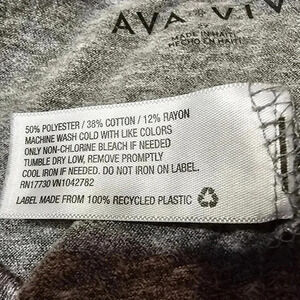 AVA & VIV
MADE IN HAITI
HECHO EN HAITI
50% POLYESTER / 38% COTTON / 12% RAYON
MACHINE WASH COLD WITH LIKE COLORS
ONLY NON-CHLORINE BLEACH IF NEEDED
TUMBLE DRY LOW, REMOVE PROMPTLY
COOL IRON IF NEEDED. DO NOT IRON ON LABEL.
RN17730 VN1042782
LABEL MADE FROM 100% RECYCLED PLASTIC